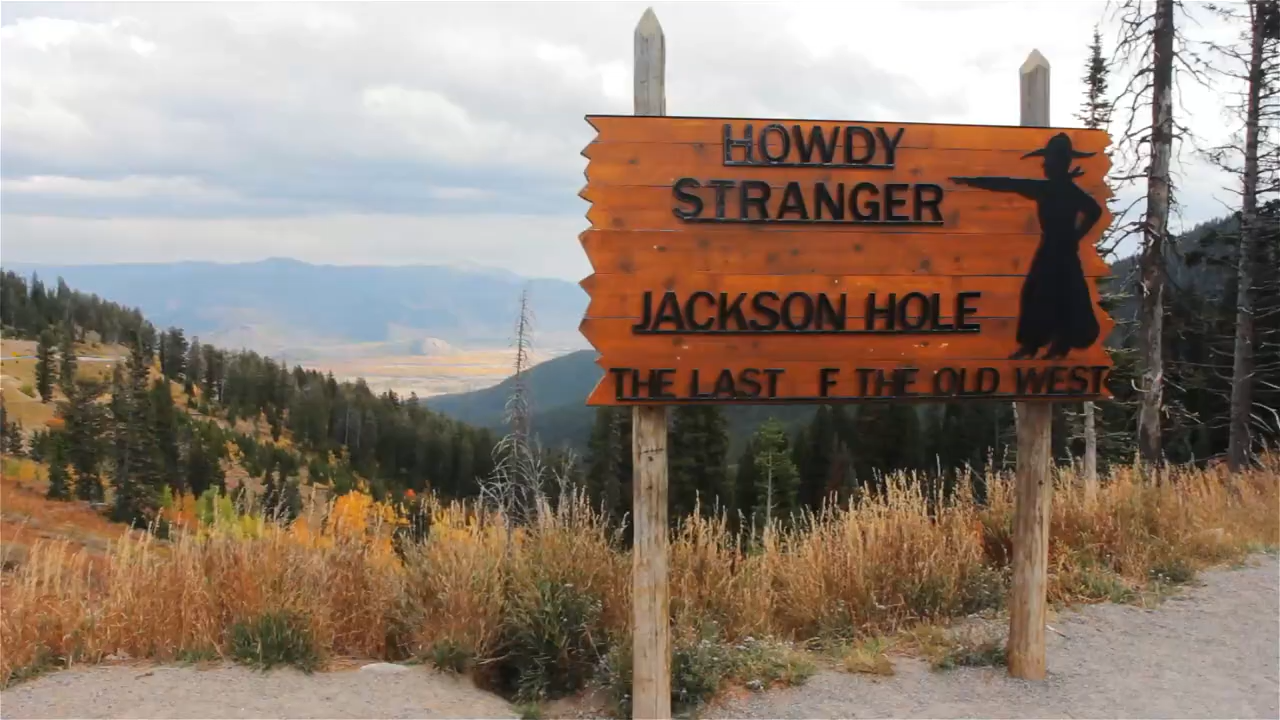 HOWDY
STRANGER
JACKSON HOLE
THE LAST F THE OLD WEST